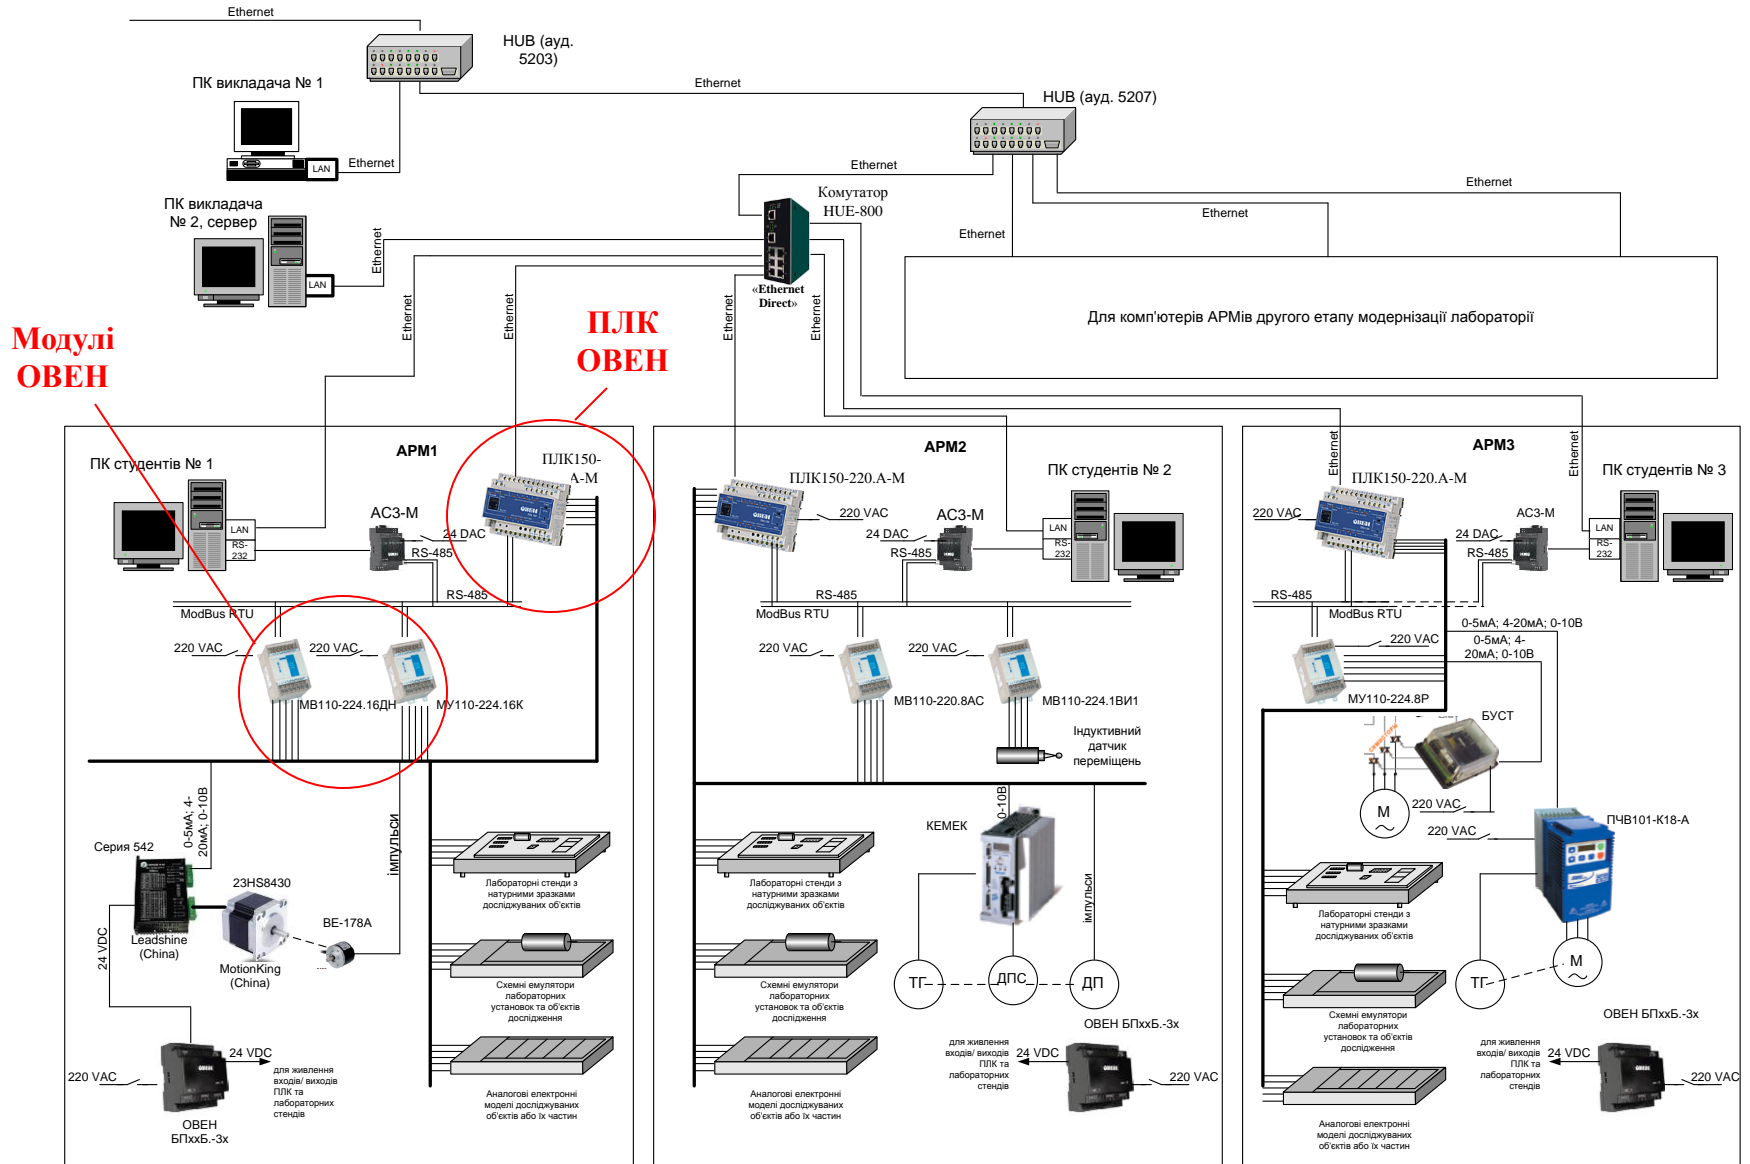 Ethernet
HUB (ауд.
5203)
ПК викладача № 1
Ethernet
HUB (ауд. 5207)
LAN
Ethernet
Ethernet
Ethernet
Ethernet
Ethernet
ПК викладача
№ 2, сервер
LAN
Ethernet
Комутатор
HUE-800
«Ethernet
Direct»
Ethernet
Ethernet
Ethernet
Ethernet
Для комп'ютерів АРМів другого етапу модернізації лабораторії
Модулі
ОВЕН
ПЛК
ОВЕН
АРМ1
ПК студентів № 1
ПЛК150-
А-М
LAN
RS-
232
АС3-М
24 DAC
RS-485
RS-485
ModBus RTU
220 VAC
220 VAC
МВ110-224.16ДН
МУ110-224.16К
0-5мА; 4-
20мА; 0-10В
імпульси
Серия 542
23HS8430
BE-178A
Leadshine
(China)
MotionKing
(China)
24 VDC
220 VAC
24 VDC
для живлення
входів/ виходів
ПЛК та
лабораторних
стендів
ОВЕН
БПххБ.-3х
Лабораторні стенди з
натурними зразками
досліджуваних об'єктів
Схемні емулятори
лабораторних
установок та об'єктів
дослідження
Аналогові електронні
моделі досліджуваних
об'єктів або їх частин
АРМ2
ПЛК150-220.А-М
220 VAC
АС3-М
24 DAC
RS-485
ПК студентів № 2
LAN
RS-
232
RS-485
ModBus RTU
220 VAC
220 VAC
МВ110-220.8АС
МВ110-224.1ВИ1
Індуктивний
датчик
переміщень
0-10В
КЕМЕК
імпульси
ТГ
ДПС
ДП
Лабораторні стенди з
натурними зразками
досліджуваних об'єктів
Схемні емулятори
лабораторних
установок та об'єктів
дослідження
Аналогові електронні
моделі досліджуваних
об'єктів або їх частин
ОВЕН БПххБ.-3х
для живлення
входів/ виходів
ПЛК та
лабораторних
стендів
24 VDC
220 VAC
Ethernet
Ethernet
АРМ3
ПЛК150-220.А-М
220 VAC
АС3-М
24 DAC
RS-485
ПК студентів № 3
LAN
RS-
232
RS-485
ModBus RTU
0-5мА; 4-20мА; 0-10В
0-5мА; 4-
20мА; 0-10В
220 VAC
МУ110-224.8Р
БУСТ
М
220 VAC
220 VAC
ПЧВ101-К18-А
Лабораторні стенди з
натурними зразками
досліджуваних об'єктів
ТГ
М
Схемні емулятори
лабораторних
установок та об'єктів
дослідження
Аналогові електронні
моделі досліджуваних
об'єктів або їх частин
ОВЕН БПххБ.-3х
для живлення
входів/ виходів
ПЛК та
лабораторних
стендів
24 VDC
220 VAC